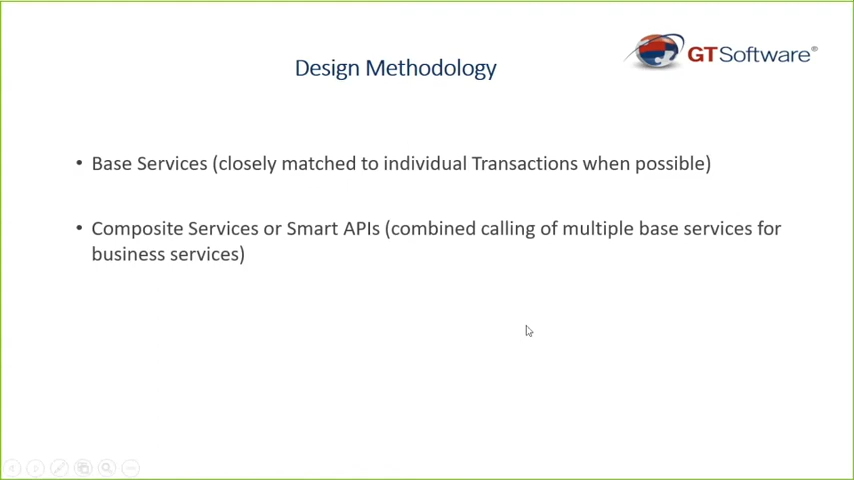 Design Methodology
GTSoftware®
• Base Services (closely matched to individual Transactions when possible)
• Composite Services or Smart APIs (combined calling of multiple base services for
business services)